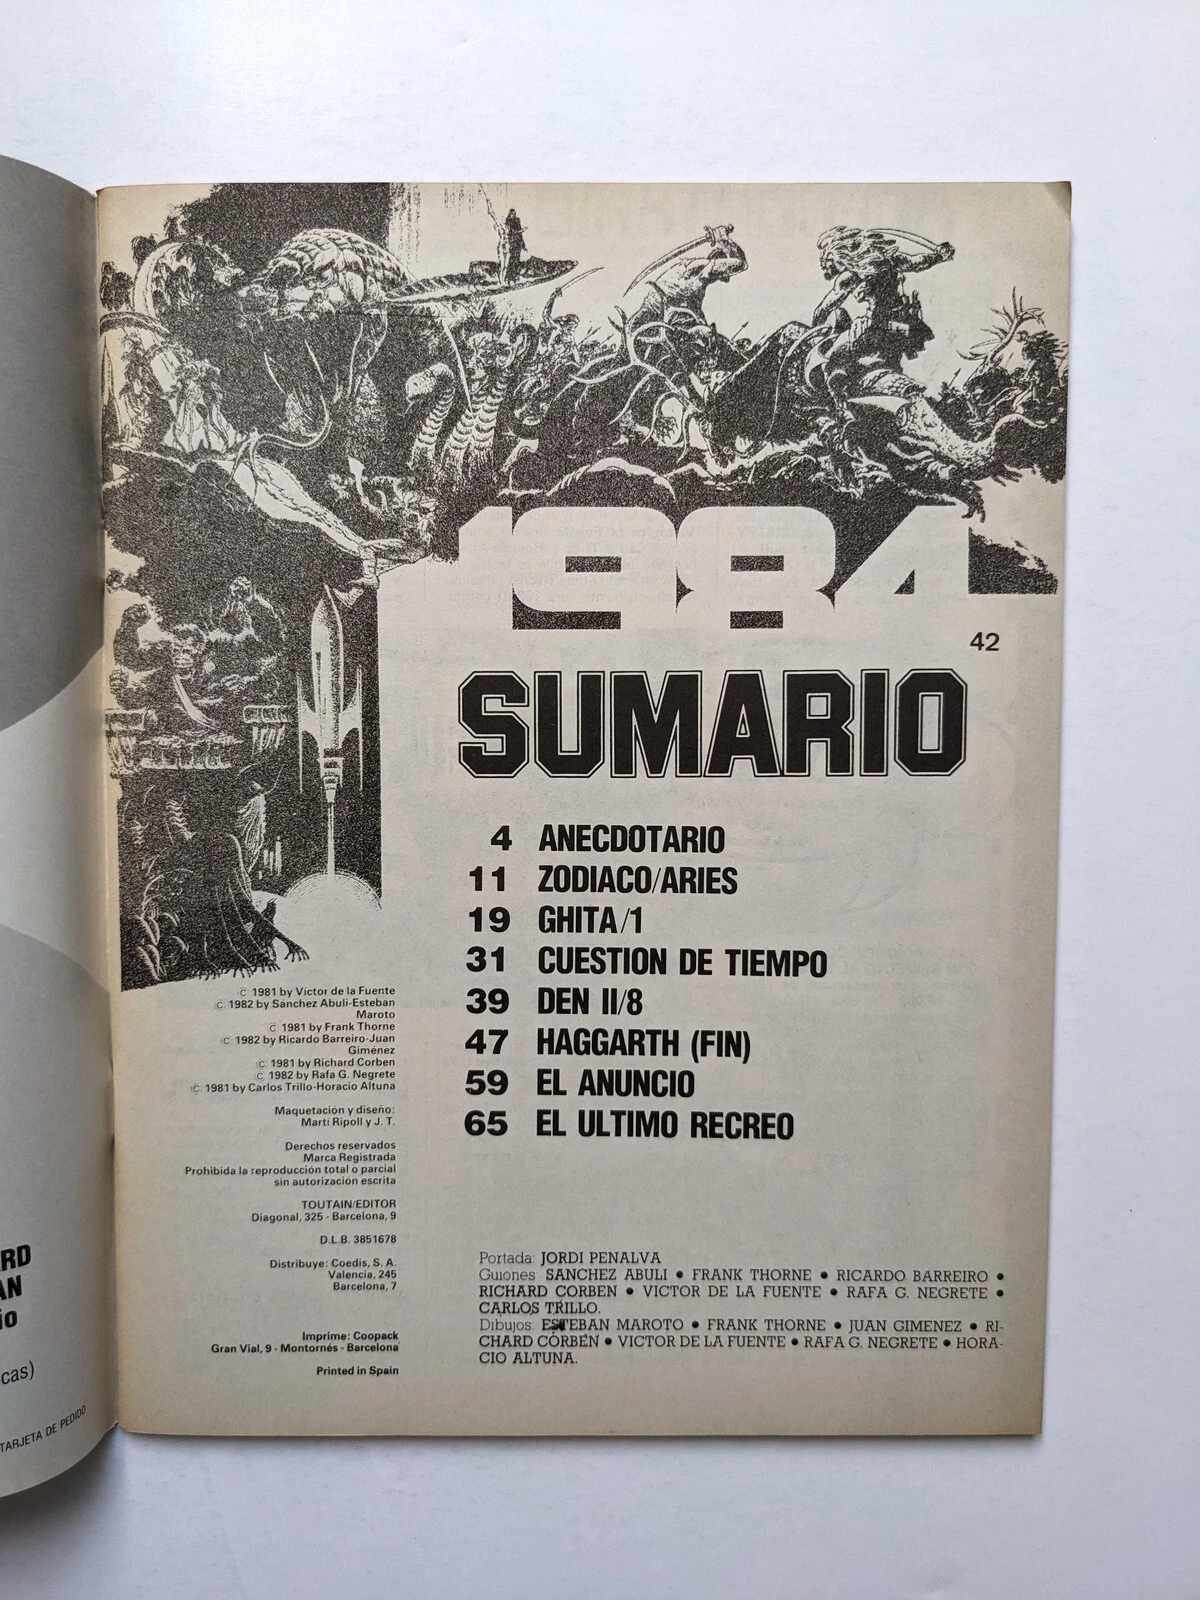 1984
42
SUMARIO
4 ANECDOTARIO
11 ZODIACO/ARIES
19 GHITA/1
31 CUESTION DE TIEMPO
39 DEN II/8
47 HAGGARTH (FIN)
59 EL ANUNCIO
65 EL ULTIMO RECREO
© 1981 by Víctor de la Fuente
© 1982 by Sánchez Abulí-Esteban
Maroto
© 1981 by Frank Thorne
© 1982 by Ricardo Barreiro-Juan
Giménez
© 1981 by Richard Corben
© 1982 by Rafa G. Negrete
© 1981 by Carlos Trillo-Horacio Altuna
Maquetación y diseño:
Martí Ripoll y J. T.
Derechos reservados
Marca Registrada
Prohibida la reproducción total o parcial
sin autorización escrita
TOUTAIN/EDITOR
Diagonal, 325 - Barcelona, 9
D.L.B. 3851678
Distribuye: Coedis, S. A.
Valencia, 245
Barcelona, 7
Imprime: Coopack
Gran Vial, 9 - Montornés - Barcelona
Printed in Spain
Portada: JORDI PENALVA
Guiones SANCHEZ ABULI • FRANK THORNE • RICARDO BARREIRO •
RICHARD CORBEN • VICTOR DE LA FUENTE • RAFA G. NEGRETE •
CARLOS TRILLO.
Dibujos: ESTEBAN MAROTO • FRANK THORNE • JUAN GIMENEZ • RI-
CHARD CORBEN • VICTOR DE LA FUENTE • RAFA G. NEGRETE • HORA-
CIO ALTUNA.
ARD
AN
io
cas)
TARJETA DE PEDIDO